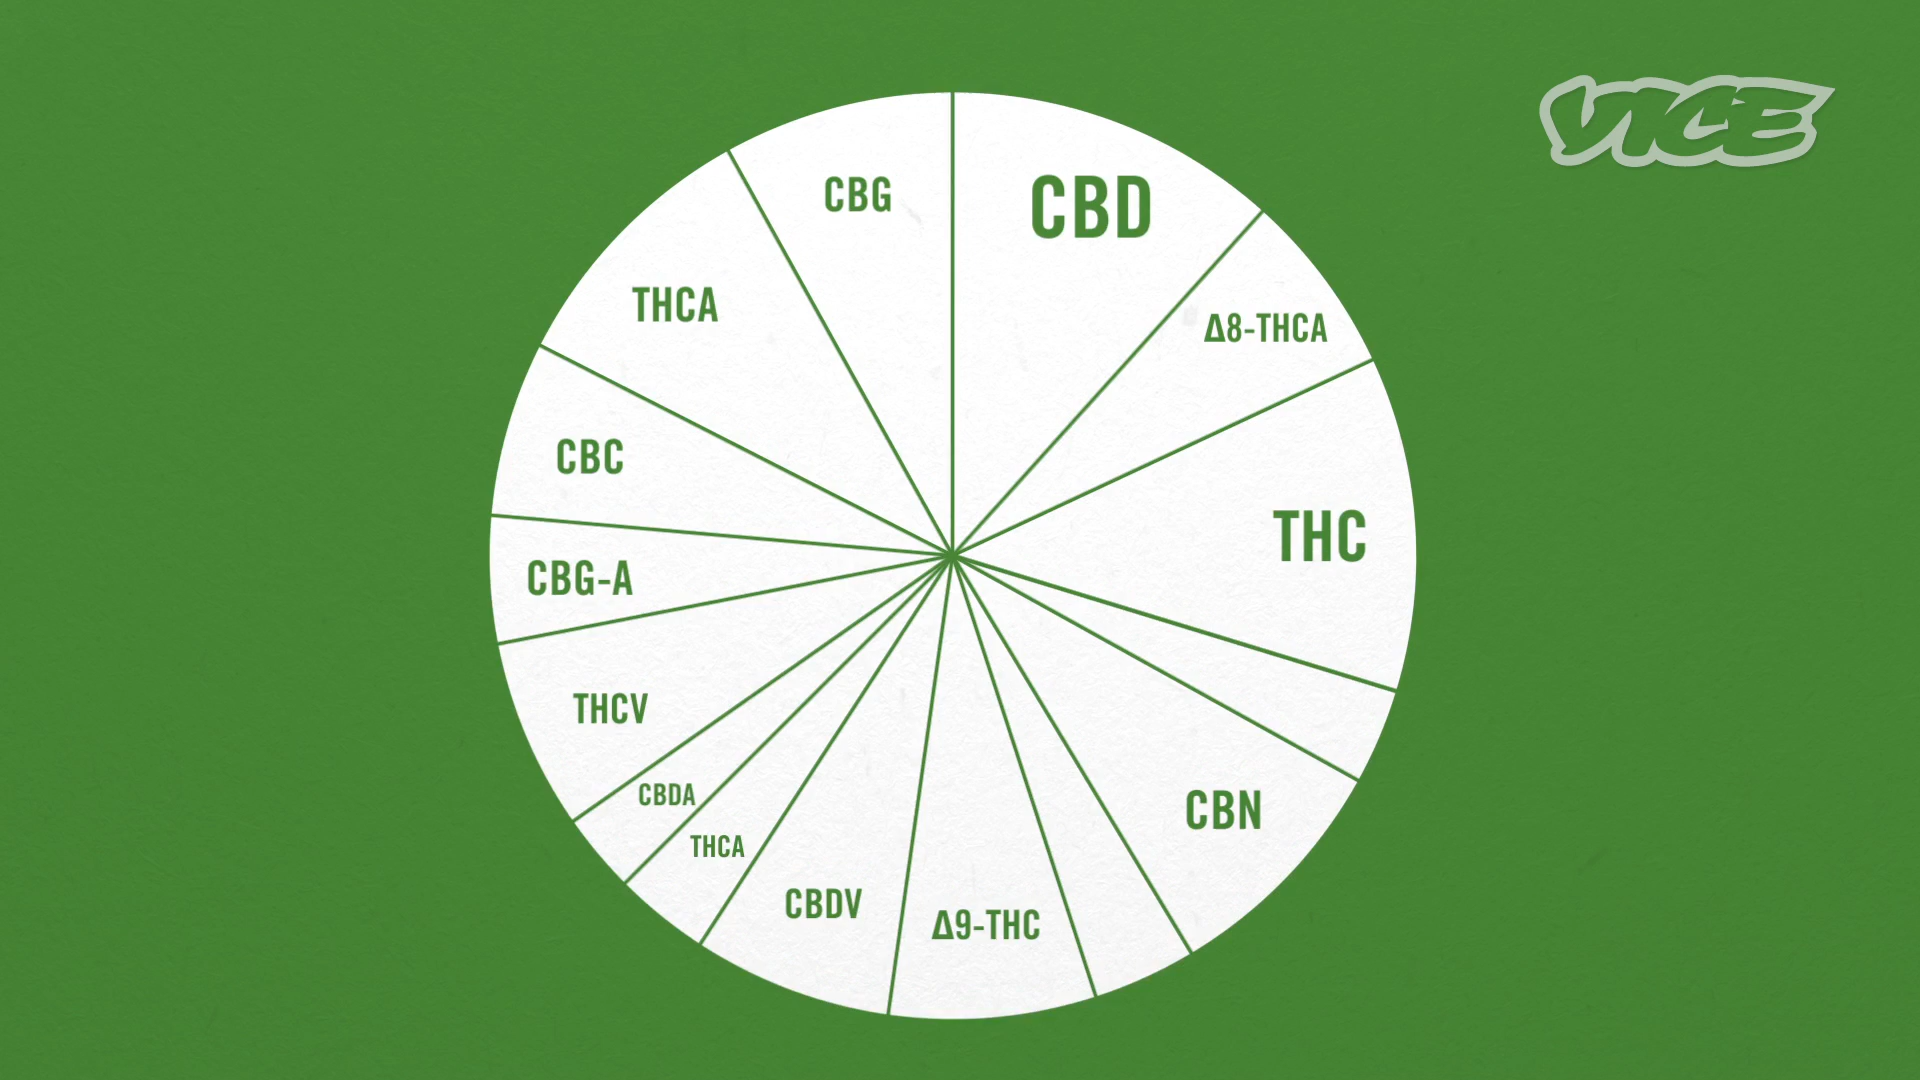 VICE
CBG
CBD
THCA
Δ8-THCA
CBC
THC
CBG-A
THCV
CBDA
CBN
THCA
CBDV
Δ9-THC